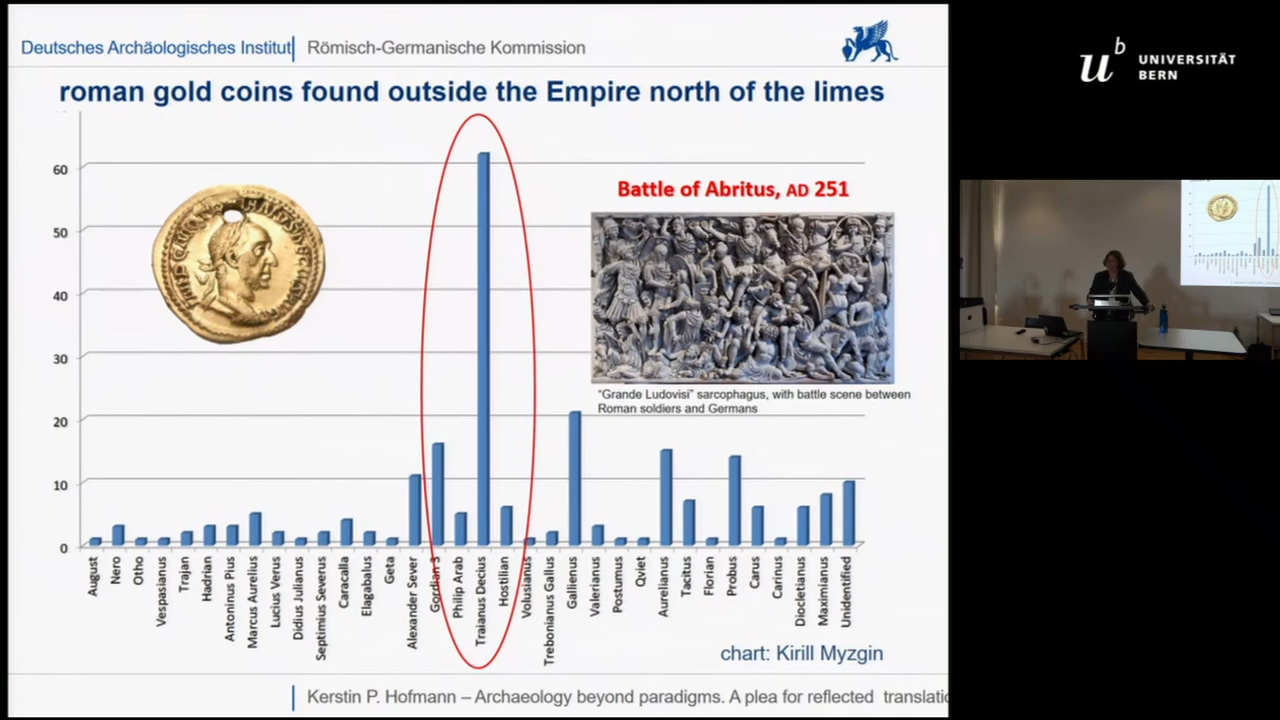 Deutsches Archäologisches Institut
Römisch-Germanische Kommission
roman gold coins found outside the Empire north of the limes
60
50
40
30
20
10
0
Battle of Abritus, AD 251
"Grande Ludovisi" sarcophagus, with battle scene between
Roman soldiers and Germans
August
Nero
Otho
Vespasianus
Trajan
Hadrian
Antoninus Pius
Marcus Aurelius
Lucius Verus
Didius Julianus
Septimius Severus
Caracalla
Elagabalus
Geta
Alexander Sever
Gordian 3
Philip Arab
Traianus Decius
Hostilian
Volusianus
Trebonianus Gallus
Gallienus
Valerianus
Postumus
Qviet
Aurelianus
Tacitus
Florian
Probus
Carus
Carinus
Diocletianus
Maximianus
Unidentified
chart: Kirill Myzgin
Kerstin P. Hofmann – Archaeology beyond paradigms. A plea for reflected translatio
u b
UNIVERSITÄT
BERN